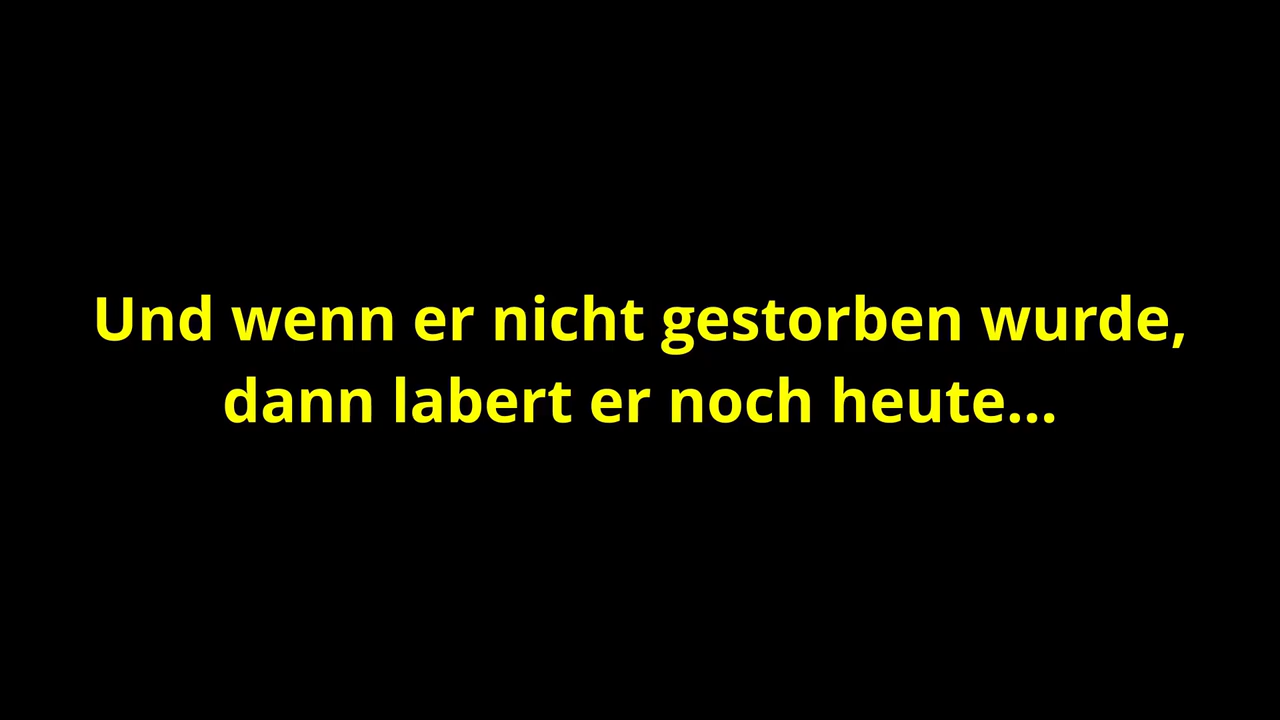 Und wenn er nicht gestorben wurde,
dann labert er noch heute...